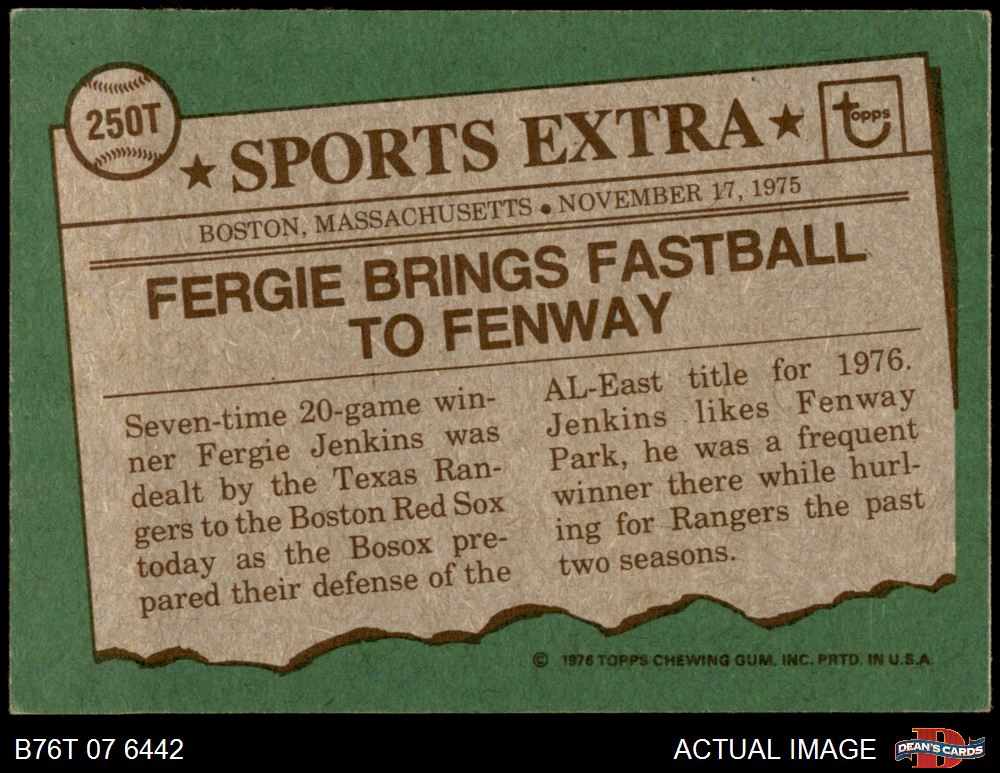 250T
★ SPORTS EXTRA ★
topps
BOSTON, MASSACHUSETTS • NOVEMBER 17, 1975
FERGIE BRINGS FASTBALL
TO FENWAY
Seven-time 20-game win-
ner Fergie Jenkins was
dealt by the Texas Ran-
gers to the Boston Red Sox
today as the Bosox pre-
pared their defense of the
AL-East title for 1976.
Jenkins likes Fenway
Park, he was a frequent
winner there while hurl-
ing for Rangers the past
two seasons.
© 1976 TOPPS CHEWING GUM, INC. PRTD. IN U.S.A.
B76T 07 6442
ACTUAL IMAGE
D
DEAN'S CARDS